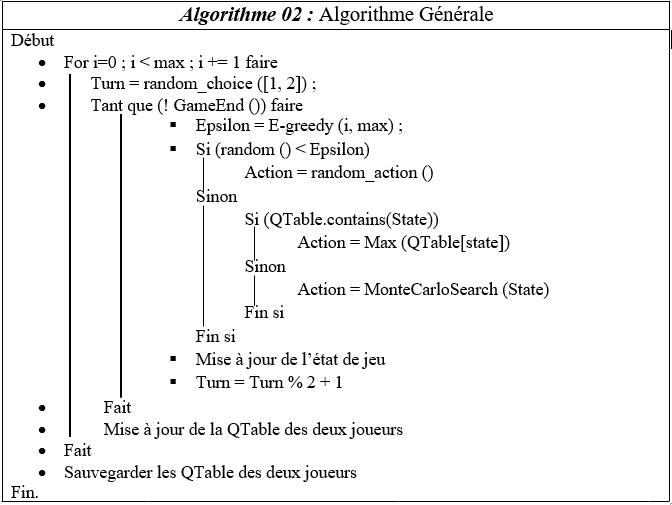 Algorithme 02 : Algorithme Générale
Début
• For i=0 ; i < max ; i += 1 faire
• Turn = random_choice ([1, 2]) ;
• Tant que (! GameEnd ()) faire
▪ Epsilon = E-greedy (i, max) ;
▪ Si (random () < Epsilon)
Action = random_action ()
Sinon
Si (QTable.contains(State))
Action = Max (QTable[state])
Sinon
Action = MonteCarloSearch (State)
Fin si
Fin si
▪ Mise à jour de l’état de jeu
▪ Turn = Turn % 2 + 1
• Fait
• Mise à jour de la QTable des deux joueurs
• Fait
• Sauvegarder les QTable des deux joueurs
Fin.